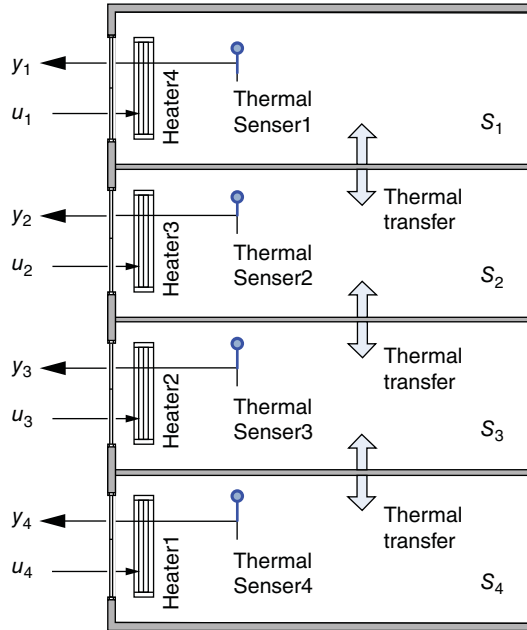 y1
Heater4
Thermal
Senser1
u1
S1
Thermal
transfer
y2
Heater3
Thermal
Senser2
u2
S2
Thermal
transfer
y3
Heater2
Thermal
Senser3
u3
S3
Thermal
transfer
y4
Heater1
Thermal
Senser4
u4
S4